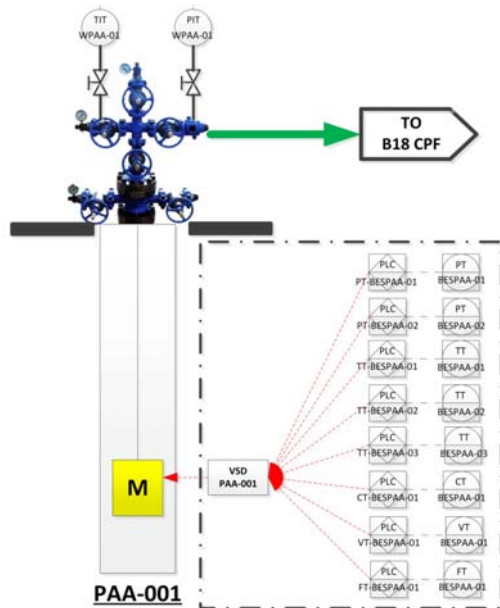 TIT
WPAA-01
PIT
WPAA-01
TO
B18 CPF
PLC
PT-BESPAA-01
PT
BESPAA-01
PLC
PT-BESPAA-02
PT
BESPAA-02
PLC
TT-BESPAA-01
TT
BESPAA-01
PLC
TT-BESPAA-02
TT
BESPAA-02
PLC
TT-BESPAA-03
TT
BESPAA-03
VSD
PAA-001
M
PLC
CT-BESPAA-01
CT
BESPAA-01
PLC
VT-BESPAA-01
VT
BESPAA-01
PLC
FT-BESPAA-01
FT
BESPAA-01
PAA-001